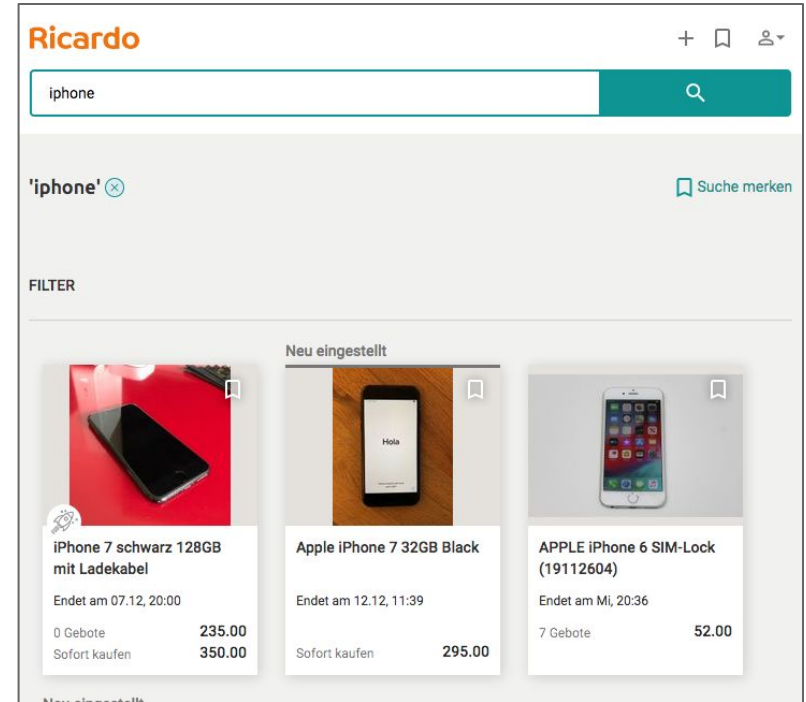 Ricardo
iphone
'iphone'
Suche merken
FILTER
Neu eingestellt
iPhone 7 schwarz 128GB
mit Ladekabel
Endet am 07.12, 20:00
0 Gebote 235.00
Sofort kaufen 350.00
Hola
Apple iPhone 7 32GB Black
Endet am 12.12, 11:39
Sofort kaufen 295.00
APPLE iPhone 6 SIM-Lock
(19112604)
Endet am Mi, 20:36
7 Gebote 52.00
Neu eingestellt